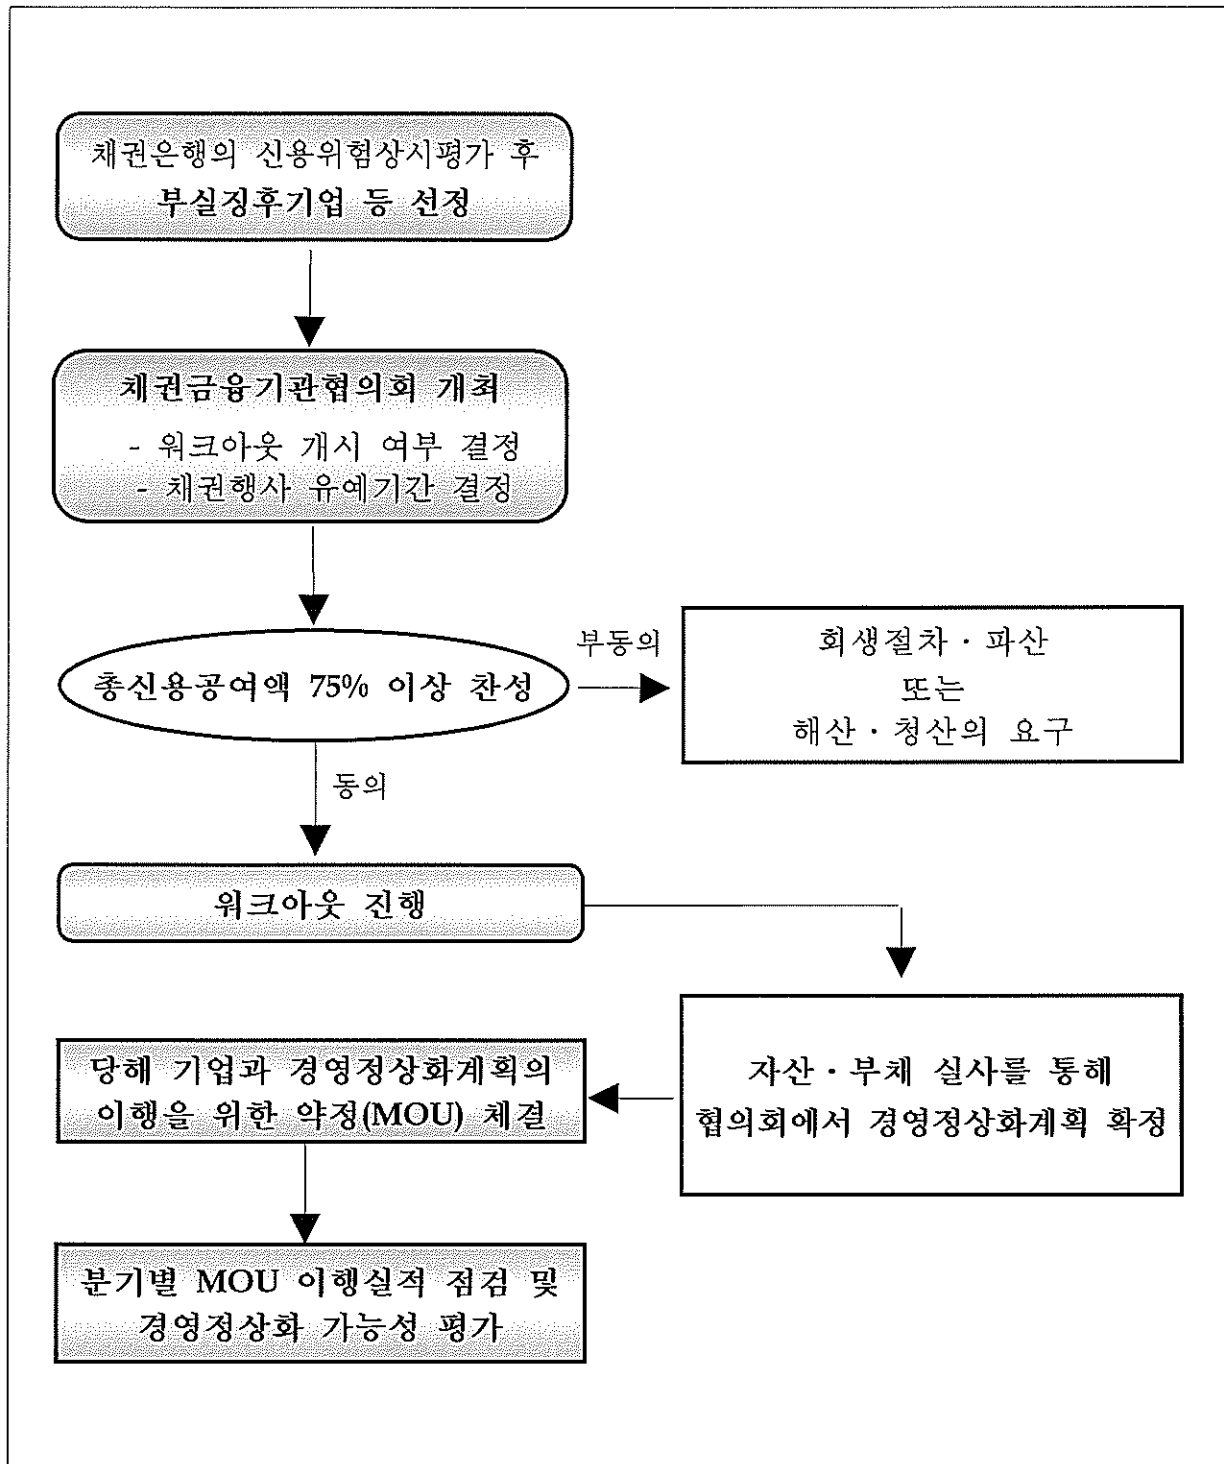 채권은행의 신용위험상시평가 후
부실징후기업 등 선정
채권금융기관협의회 개최
- 워크아웃 개시 여부 결정
- 채권행사 유예기간 결정
총신용공여액 75% 이상 찬성
부동의
회생절차 · 파산
또는
해산 · 청산의 요구
동의
워크아웃 진행
자산 · 부채 실사를 통해
협의회에서 경영정상화계획 확정
당해 기업과 경영정상화계획의
이행을 위한 약정(MOU) 체결
분기별 MOU 이행실적 점검 및
경영정상화 가능성 평가